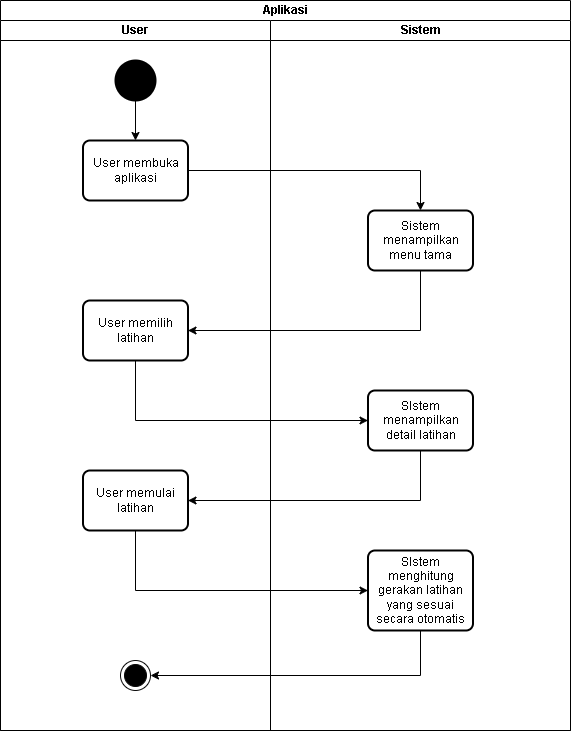 Aplikasi
User
Sistem
User membuka
aplikasi
Sistem
menampilkan
menu tama
User memilih
latihan
SIstem
menampilkan
detail latihan
User memulai
latihan
SIstem
menghitung
gerakan latihan
yang sesuai
secara otomatis